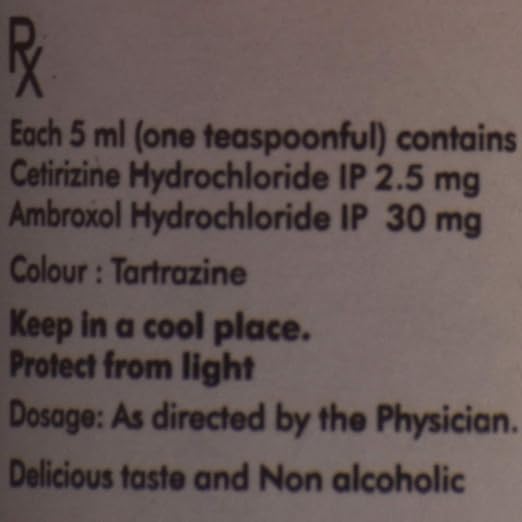 Rx
Each 5 ml (one teaspoonful) contains
Cetirizine Hydrochloride IP 2.5 mg
Ambroxol Hydrochloride IP 30 mg
Colour : Tartrazine
Keep in a cool place.
Protect from light
Dosage: As directed by the Physician.
Delicious taste and Non alcoholic